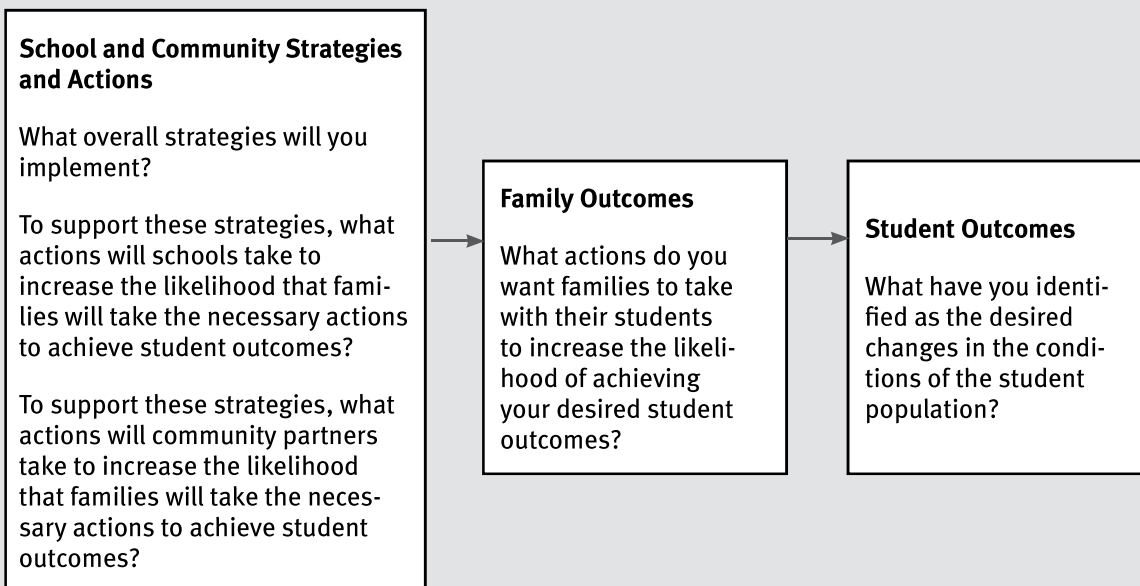 School and Community Strategies
and Actions
What overall strategies will you
implement?
To support these strategies, what
actions will schools take to
increase the likelihood that fami-
lies will take the necessary actions
to achieve student outcomes?
To support these strategies, what
actions will community partners
take to increase the likelihood
that families will take the neces-
sary actions to achieve student
outcomes?
Family Outcomes
What actions do you
want families to take
with their students
to increase the likeli-
hood of achieving
your desired student
outcomes?
Student Outcomes
What have you identi-
fied as the desired
changes in the condi-
tions of the student
population?